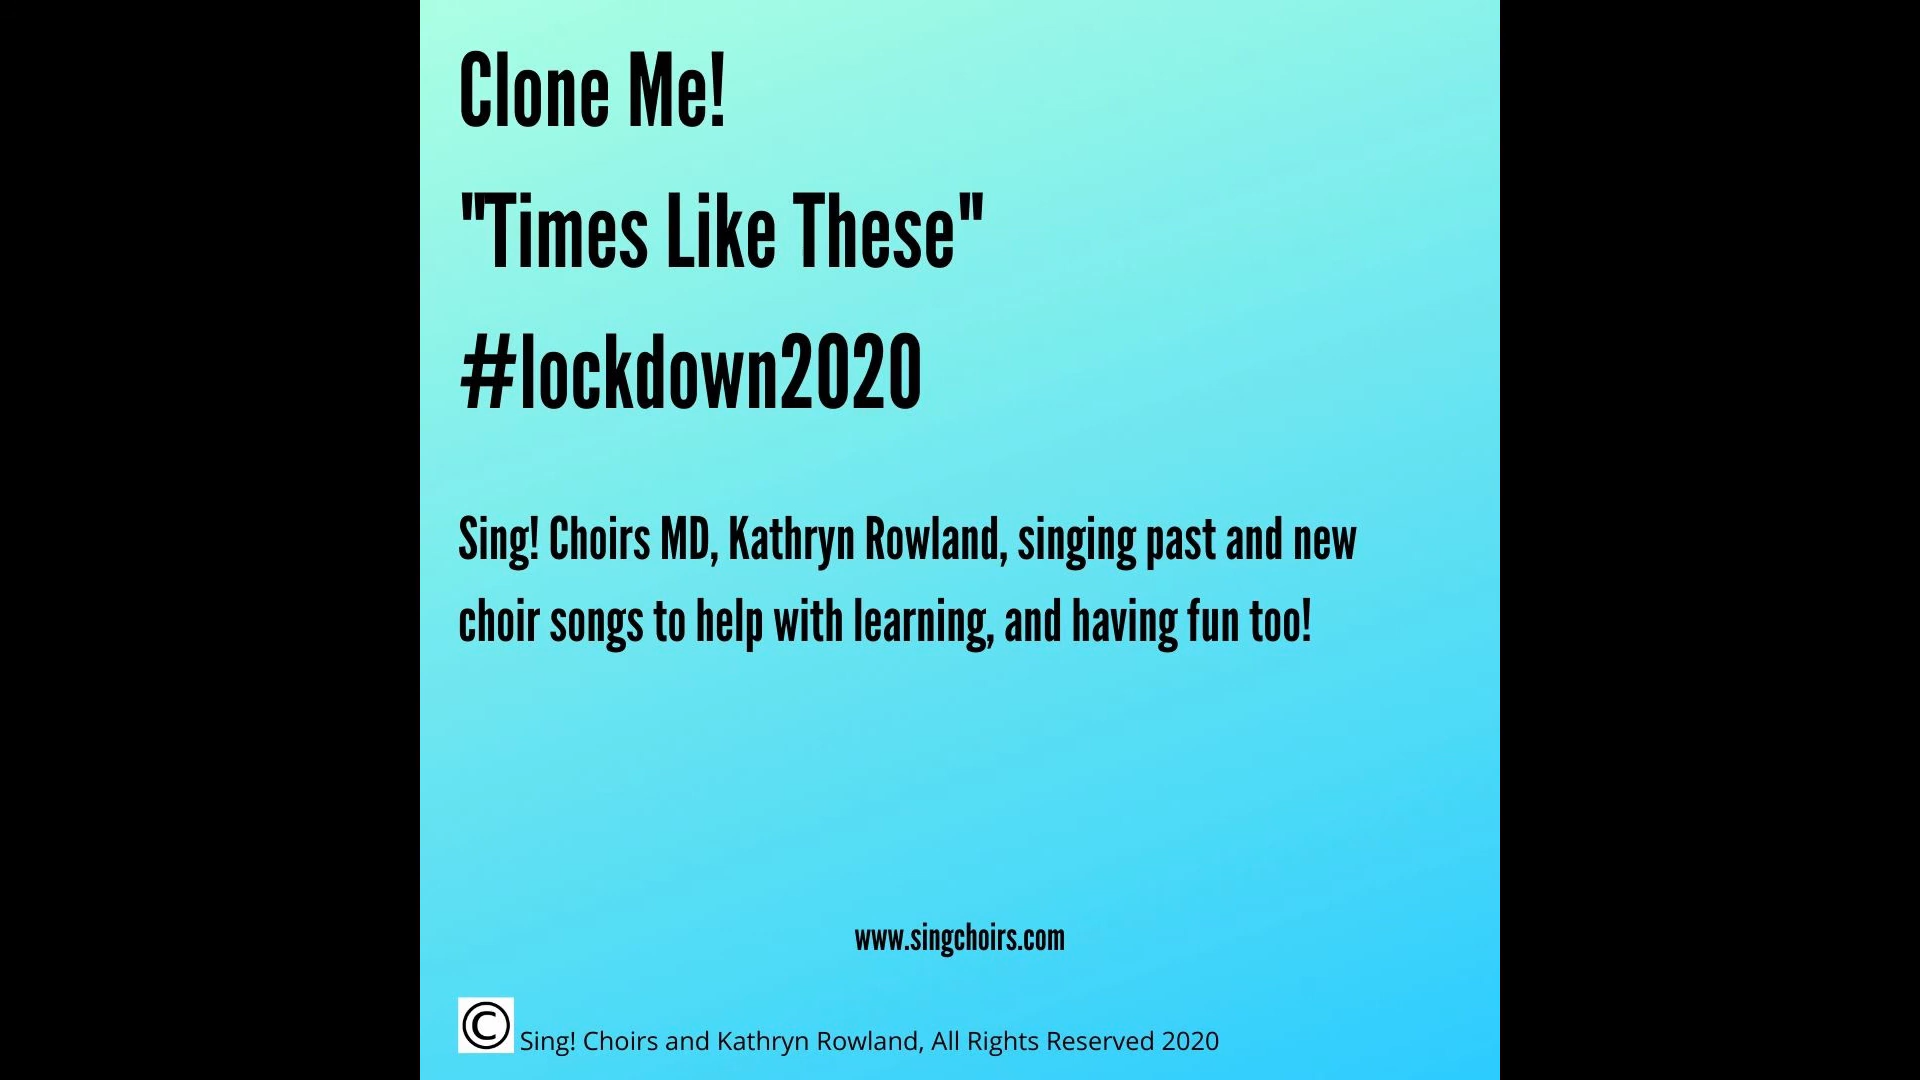 Clone Me!
"Times Like These"
#lockdown2020
Sing! Choirs MD, Kathryn Rowland, singing past and new
choir songs to help with learning, and having fun too!
www.singchoirs.com
© Sing! Choirs and Kathryn Rowland, All Rights Reserved 2020